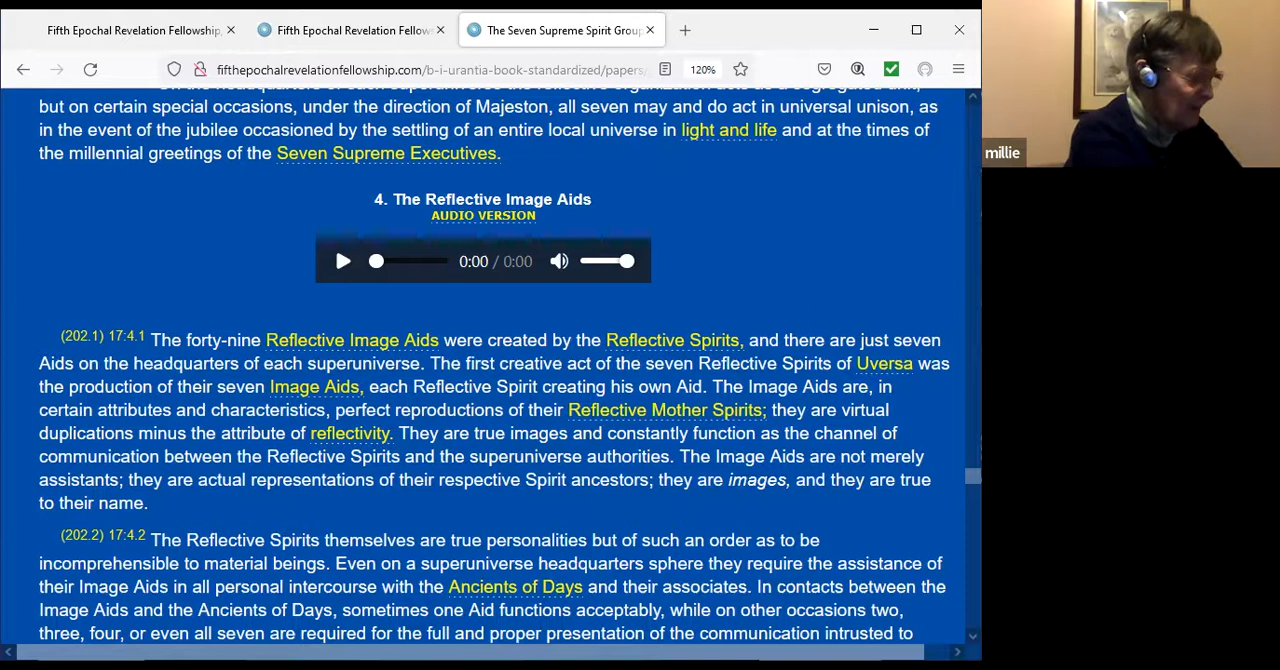 Fifth Epochal Revelation Fellowship,
Fifth Epochal Revelation Fellow
The Seven Supreme Spirit Grou
fifthepochalrevelationfellowship.com/b-i-urantia-book-standardized/papers/
120%
On the headquarters of each superuniverse the reflective organization acts as a segregated unit;
but on certain special occasions, under the direction of Majeston, all seven may and do act in universal unison, as
in the event of the jubilee occasioned by the settling of an entire local universe in light and life and at the times of
the millennial greetings of the Seven Supreme Executives.
4. The Reflective Image Aids
AUDIO VERSION
0:00 / 0:00
(202.1) 17:4.1 The forty-nine Reflective Image Aids were created by the Reflective Spirits, and there are just seven
Aids on the headquarters of each superuniverse. The first creative act of the seven Reflective Spirits of Uversa was
the production of their seven Image Aids, each Reflective Spirit creating his own Aid. The Image Aids are, in
certain attributes and characteristics, perfect reproductions of their Reflective Mother Spirits; they are virtual
duplications minus the attribute of reflectivity. They are true images and constantly function as the channel of
communication between the Reflective Spirits and the superuniverse authorities. The Image Aids are not merely
assistants; they are actual representations of their respective Spirit ancestors; they are images, and they are true
to their name.
(202.2) 17:4.2 The Reflective Spirits themselves are true personalities but of such an order as to be
incomprehensible to material beings. Even on a superuniverse headquarters sphere they require the assistance of
their Image Aids in all personal intercourse with the Ancients of Days and their associates. In contacts between the
Image Aids and the Ancients of Days, sometimes one Aid functions acceptably, while on other occasions two,
three, four, or even all seven are required for the full and proper presentation of the communication intrusted to
millie